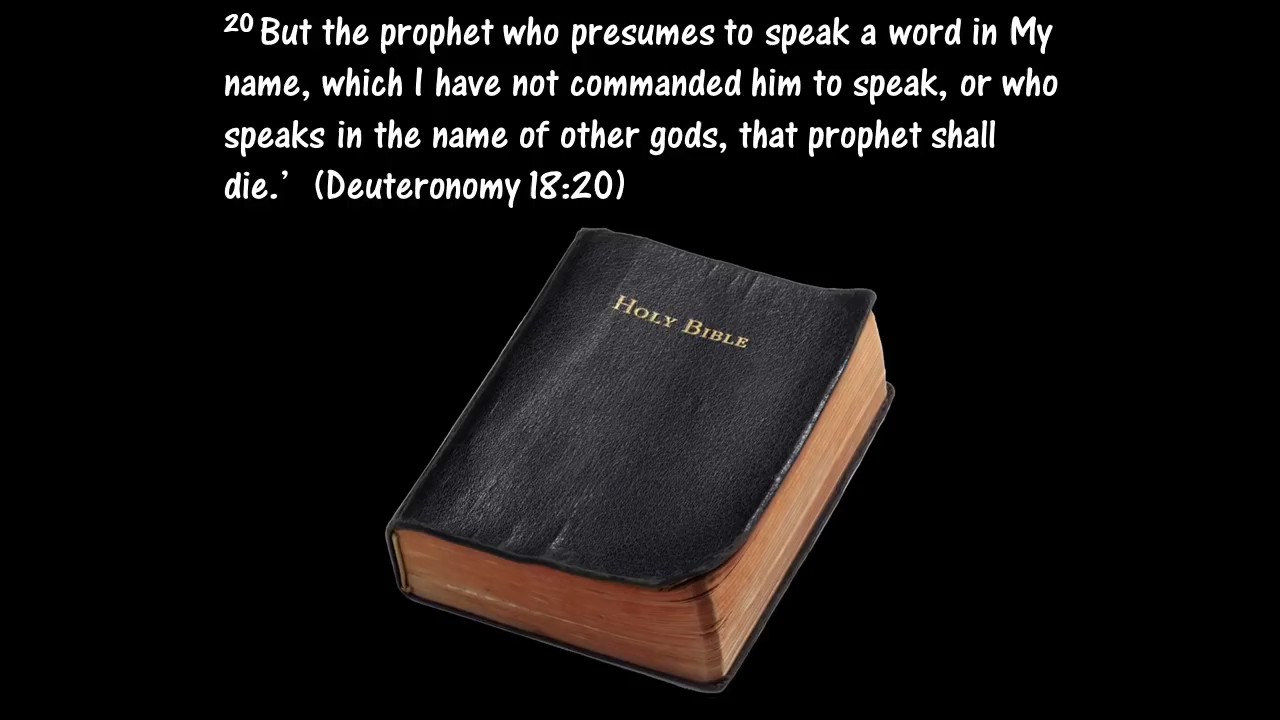 20 But the prophet who presumes to speak a word in My
name, which I have not commanded him to speak, or who
speaks in the name of other gods, that prophet shall
die.’ (Deuteronomy 18:20)
HOLY BIBLE